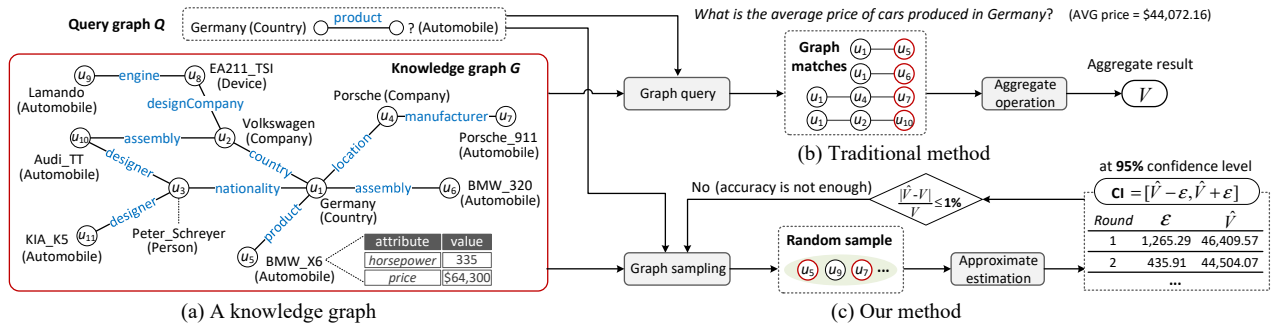 Query graph Q
Germany (Country)
product
? (Automobile)
What is the average price of cars produced in Germany?
(AVG price = $44,072.16)
Knowledge graph G
u9
engine
u8
EA211_TSI
(Device)
Lamando
(Automobile)
designCompany
Porsche (Company)
u4
manufacturer
u7
Porsche_911
(Automobile)
u10
assembly
u2
Volkswagen
(Company)
Audi_TT
(Automobile)
designer
country
location
u3
nationality
u1
assembly
u6
BMW_320
(Automobile)
Germany
(Country)
designer
KIA_K5
u11
(Automobile)
Peter_Schreyer
(Person)
product
u5
BMW_X6
(Automobile)
attribute value
horsepower 335
price $64,300
(a) A knowledge graph
Graph query
Graph
matches
u1 u5
u1 u6
u1 u4 u7
u1 u2 u10
Aggregate
operation
Aggregate result
V
(b) Traditional method
No (accuracy is not enough)
|V̂-V|
V
≤1%
Graph sampling
Random sample
u5 u9 u7 ...
Approximate
estimation
at 95% confidence level
CI = [V̂ − ε, V̂ + ε]
Round ε V̂
1 1,265.29 46,409.57
2 435.91 44,504.07
...
(c) Our method